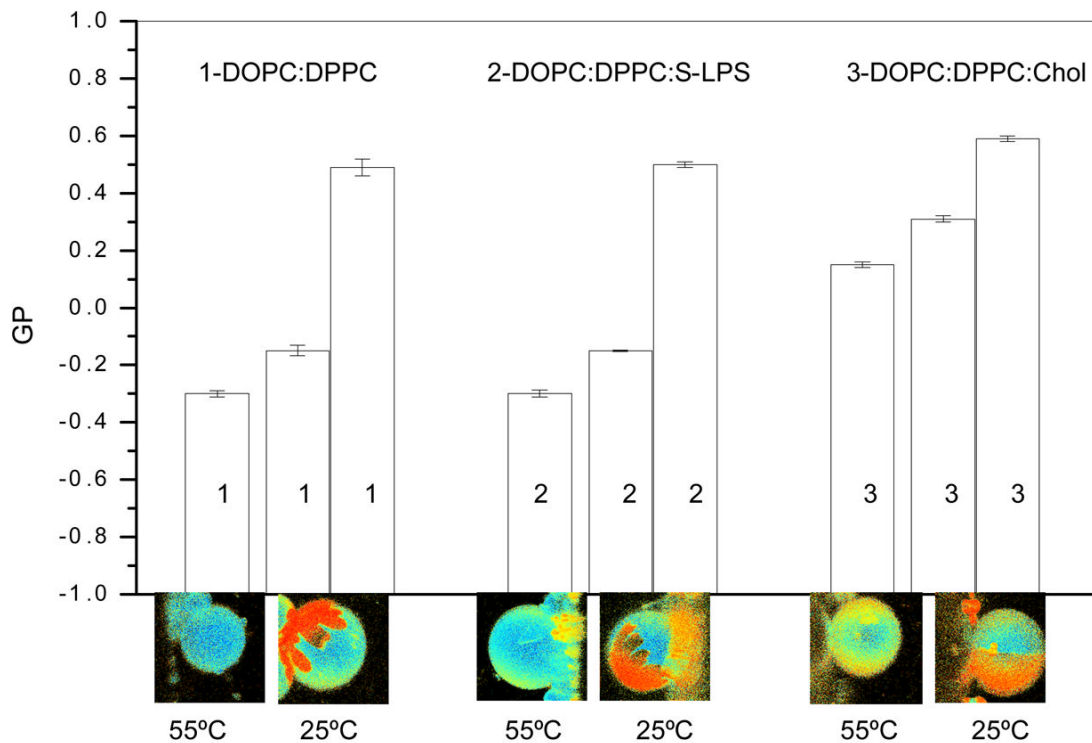 1-DOPC:DPPC 2-DOPC:DPPC:S-LPS 3-DOPC:DPPC:Chol
GP
1.0
0.8
0.6
0.4
0.2
0.0
-0.2
-0.4
-0.6
-0.8
-1.0
1 1 1 2 2 2 3 3 3
55ºC 25ºC 55ºC 25ºC 55ºC 25ºC